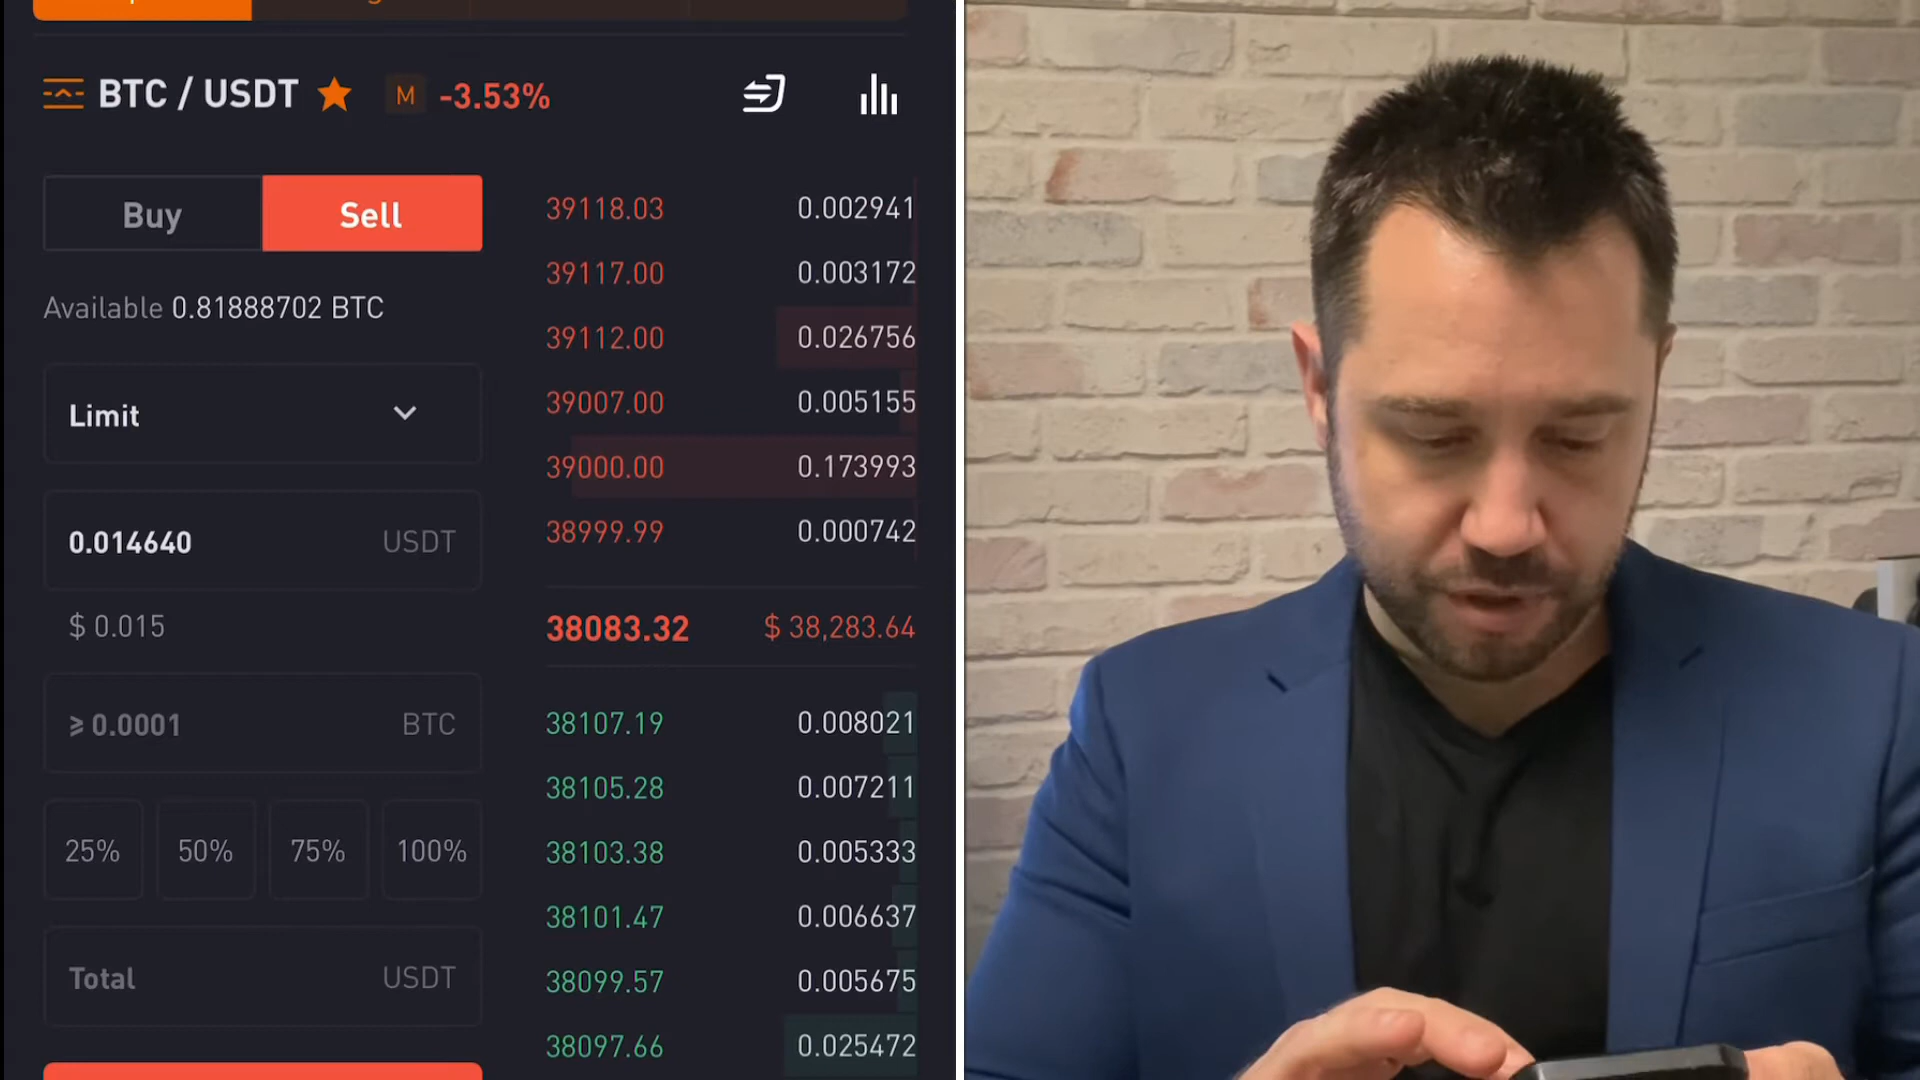 BTC / USDT M -3.53%
Buy Sell
Available 0.81888702 BTC
Limit
0.014640 USDT
$ 0.015
≥ 0.0001 BTC
25% 50% 75% 100%
Total USDT
39118.03 0.002941
39117.00 0.003172
39112.00 0.026756
39007.00 0.005155
39000.00 0.173993
38999.99 0.000742
38083.32 $ 38,283.64
38107.19 0.008021
38105.28 0.007211
38103.38 0.005333
38101.47 0.006637
38099.57 0.005675
38097.66 0.025472